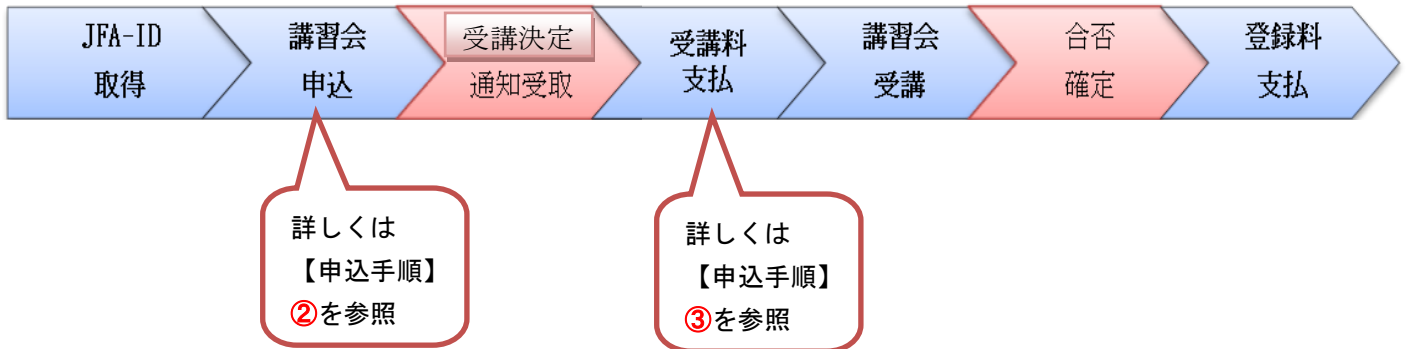 JFA-ID
取得
講習会
申込
受講決定
通知受取
受講料
支払
講習会
受講
合否
確定
登録料
支払
詳しくは
【申込手順】
②を参照
詳しくは
【申込手順】
③を参照